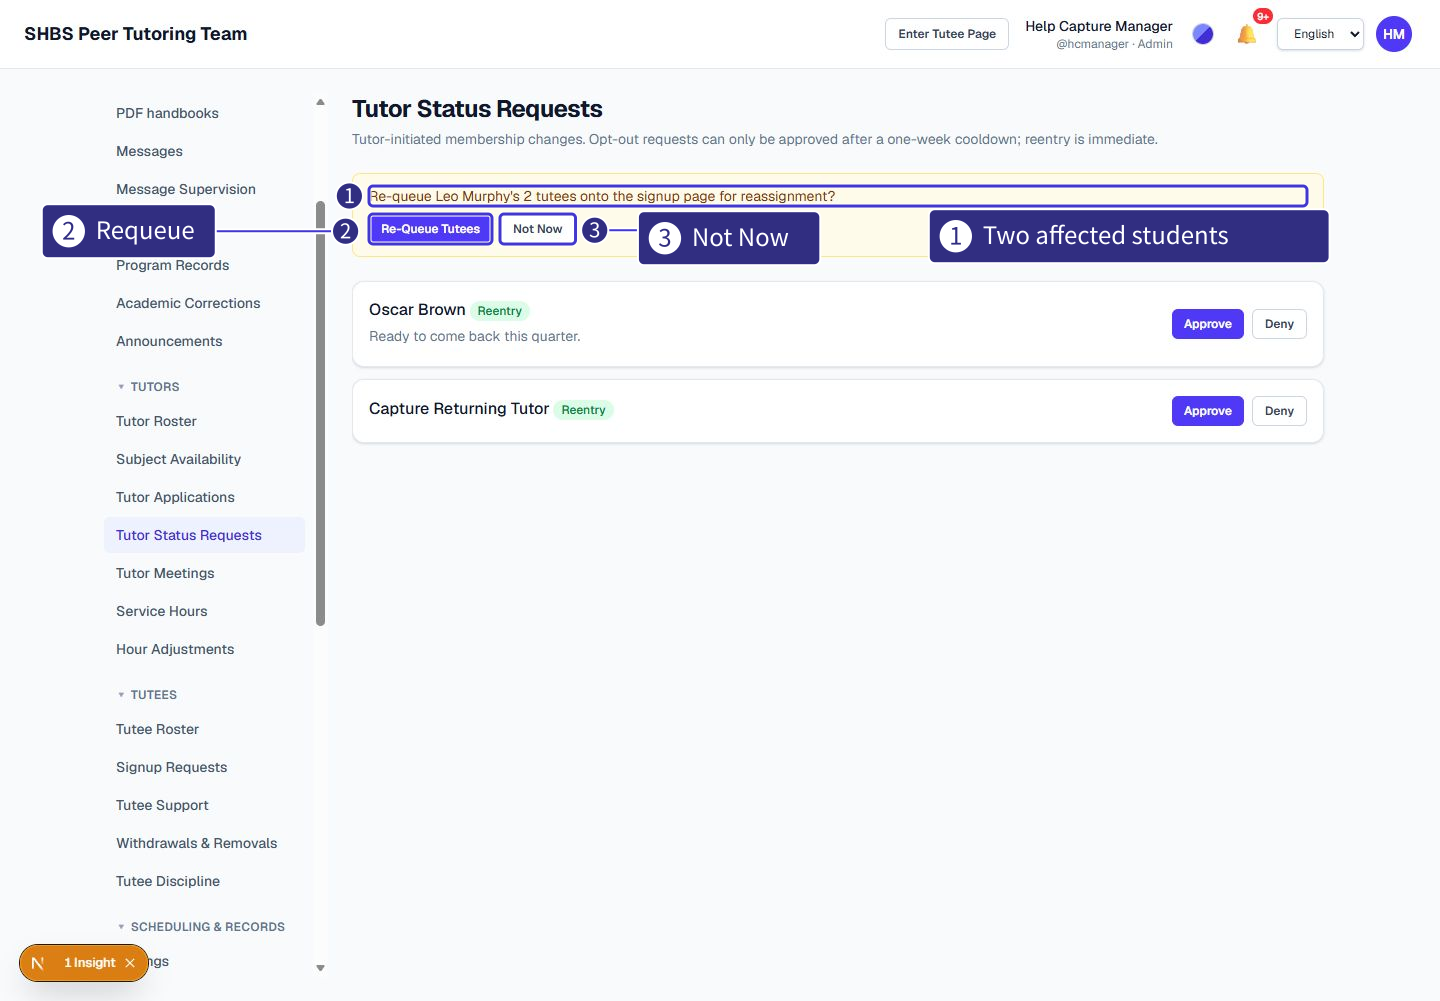 SHBS Peer Tutoring Team
Enter Tutee Page
Help Capture Manager
@hcmanager · Admin
9+
English
HM
PDF handbooks
Messages
Message Supervision
2 Requeue
Program Records
Academic Corrections
Announcements
TUTORS
Tutor Roster
Subject Availability
Tutor Applications
Tutor Status Requests
Tutor Meetings
Service Hours
Hour Adjustments
TUTEES
Tutee Roster
Signup Requests
Tutee Support
Withdrawals & Removals
Tutee Discipline
SCHEDULING & RECORDS
N 1 Insight ×
Tutor Status Requests
Tutor-initiated membership changes. Opt-out requests can only be approved after a one-week cooldown; reentry is immediate.
1 Re-queue Leo Murphy's 2 tutees onto the signup page for reassignment?
2 Re-Queue Tutees Not Now 3
3 Not Now
1 Two affected students
Oscar Brown Reentry
Ready to come back this quarter.
Approve Deny
Capture Returning Tutor Reentry
Approve Deny